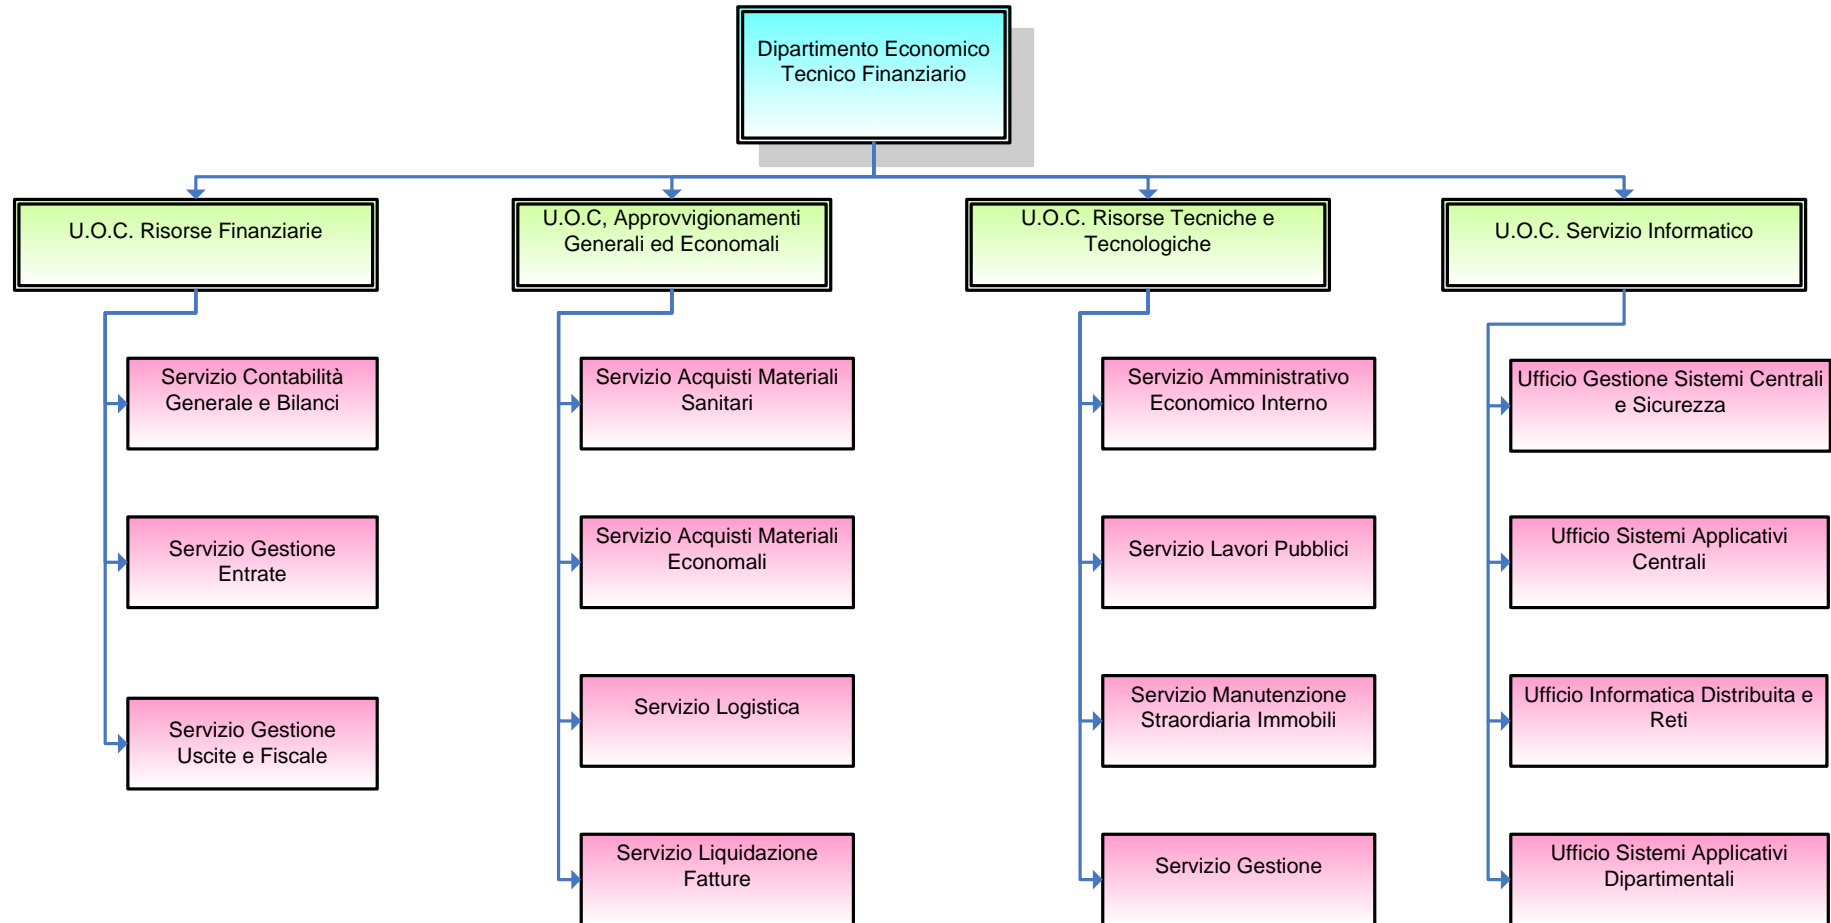 Dipartimento Economico
Tecnico Finanziario
U.O.C. Risorse Finanziarie
U.O.C, Approvvigionamenti
Generali ed Economali
U.O.C. Risorse Tecniche e
Tecnologiche
U.O.C. Servizio Informatico
Servizio Contabilità
Generale e Bilanci
Servizio Acquisti Materiali
Sanitari
Servizio Amministrativo
Economico Interno
Ufficio Gestione Sistemi Centrali
e Sicurezza
Servizio Gestione
Entrate
Servizio Acquisti Materiali
Economali
Servizio Lavori Pubblici
Ufficio Sistemi Applicativi
Centrali
Servizio Gestione
Uscite e Fiscale
Servizio Logistica
Servizio Manutenzione
Straordiaria Immobili
Ufficio Informatica Distribuita e
Reti
Servizio Liquidazione
Fatture
Servizio Gestione
Ufficio Sistemi Applicativi
Dipartimentali